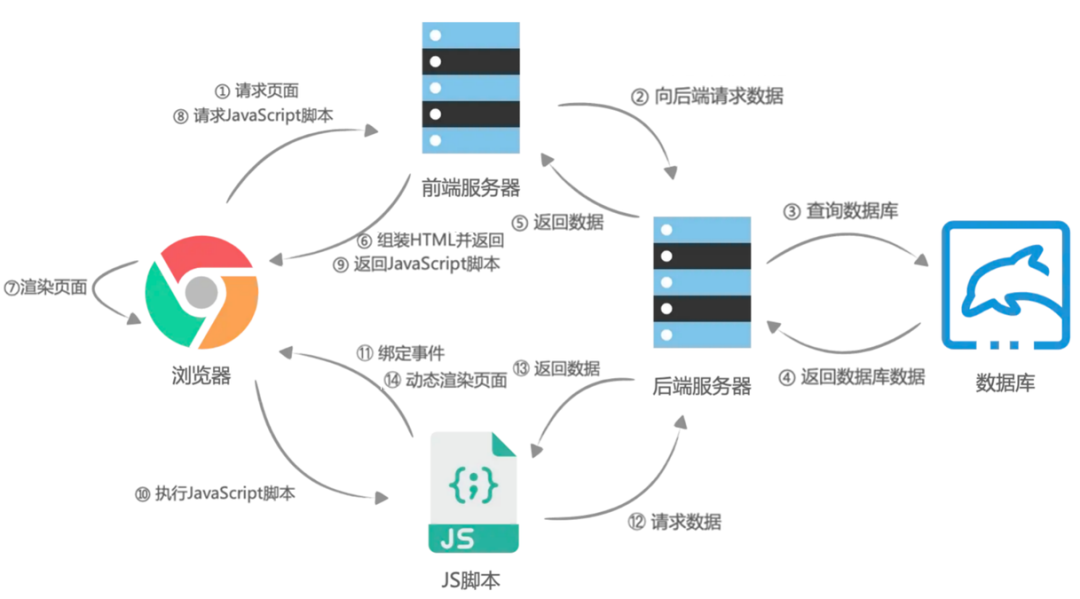 ① 请求页面
⑧ 请求JavaScript脚本
② 向后端请求数据
前端服务器
③ 查询数据库
⑤ 返回数据
⑥ 组装HTML并返回
⑨ 返回JavaScript脚本
⑦渲染页面
浏览器
⑪ 绑定事件
⑭ 动态渲染页面
⑬ 返回数据
后端服务器
④ 返回数据库数据
数据库
⑩ 执行JavaScript脚本
{;}
JS
⑫ 请求数据
JS脚本